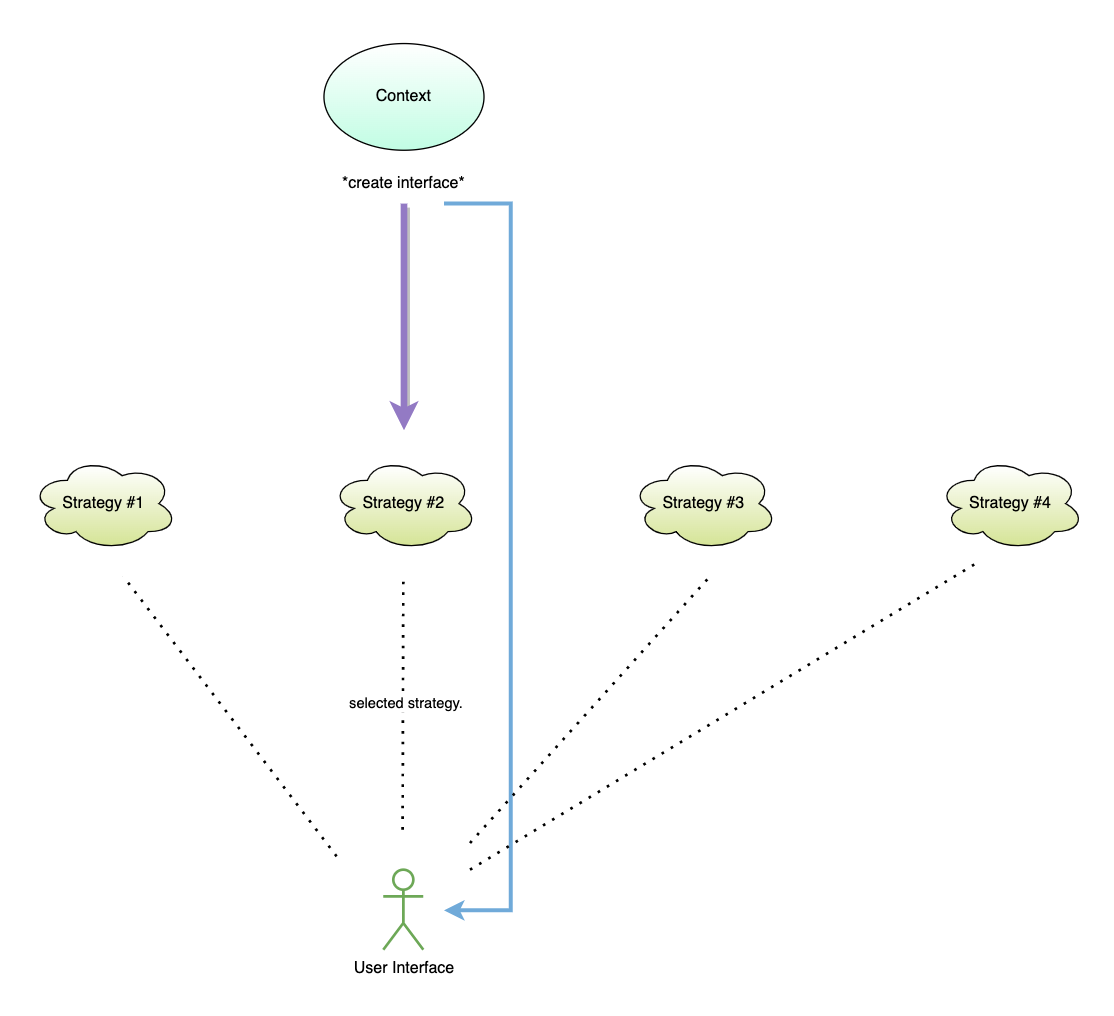 Context
*create interface*
Strategy #1
Strategy #2
Strategy #3
Strategy #4
selected strategy.
User Interface